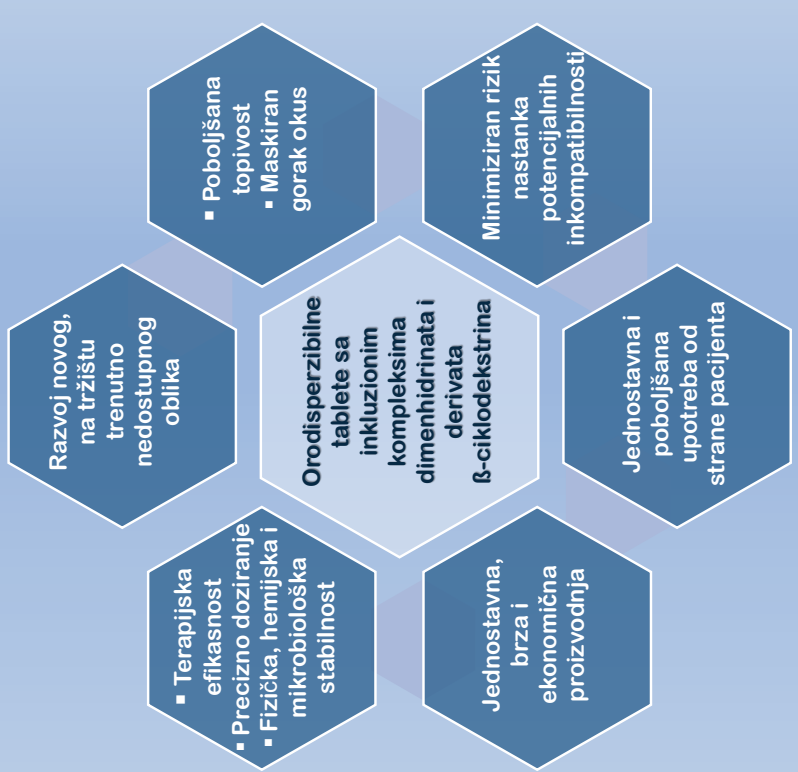 Orodisperzibilne
tablete sa
inkluzionim
kompleksima
dimenhidrinata i
derivata
ß-ciklodekstrina
Razvoj novog,
na tržištu
trenutno
nedostupnog
oblika
▪ Poboljšana
topivost
▪ Maskiran
gorak okus
Minimiziran rizik
nastanka
potencijalnih
inkompatibilnosti
Jednostavna i
poboljšana
upotreba od
strane pacijenta
Jednostavna,
brza i
ekonomična
proizvodnja
▪ Terapijska
efikasnost
▪ Precizno doziranje
▪ Fizička, hemijska i
mikrobiološka
stabilnost